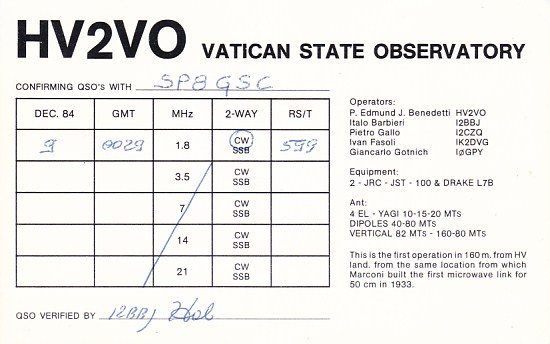 HV2VO VATICAN STATE OBSERVATORY
CONFIRMING QSO's WITH SP8GSC
DEC. 84 GMT MHz 2-WAY RS/T
9 0029 1.8 CW SSB 599
3.5 CW SSB
7 CW SSB
14 CW SSB
21 CW SSB
QSO VERIFIED BY I2BBJ
Operators:
P. Edmund J. Benedetti HV2VO
Italo Barbieri I2BBJ
Pietro Gallo I2CZQ
Ivan Fasoli IK2DVG
Giancarlo Gotnich IØGPY
Equipment:
2 - JRC - JST - 100 & DRAKE L7B
Ant:
4 EL - YAGI 10-15-20 MTs
DIPOLES 40-80 MTs
VERTICAL 82 MTs - 160-80 MTs
This is the first operation in 160 m. from HV
land. from the same location from which
Marconi built the first microwave link for
50 cm in 1933.